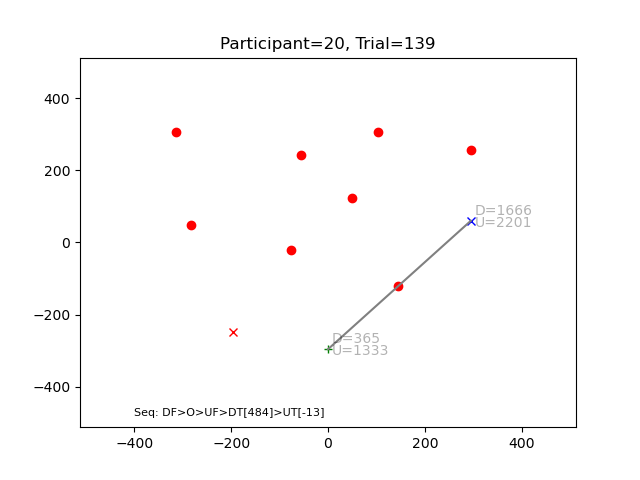 Participant=20, Trial=139
400
200
0
−200
−400
D=1666
U=2201
D=365
U=1333
Seq: DF>O>UF>DT[484]>UT[-13]
−400
−200
0
200
400